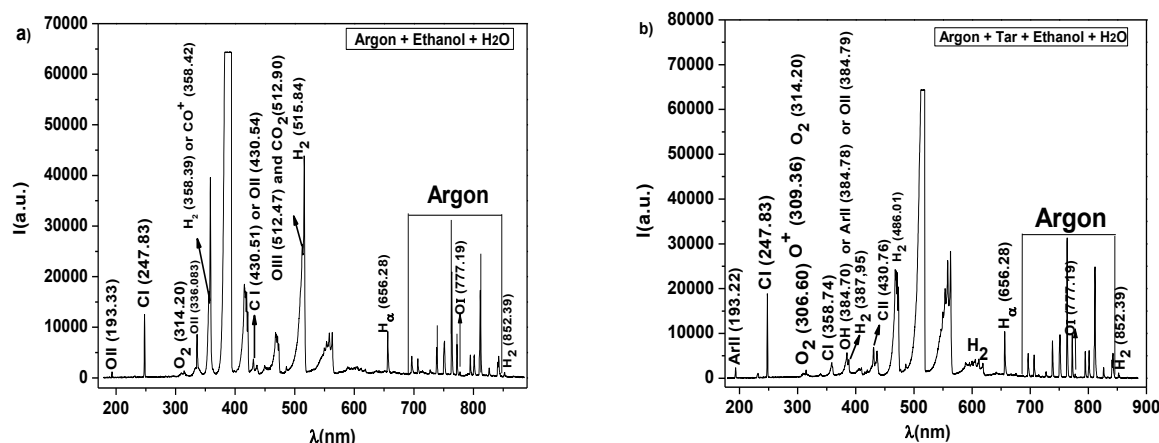 a)
Argon + Ethanol + H2O
I(a.u.)
70000
60000
50000
40000
30000
20000
10000
0
OII (193.33)
CI (247.83)
O2 (314.20)
OII (336.083)
H2 (358.39) or CO+ (358.42)
C I (430.51) or OII (430.54)
OIII (512.47) and CO2(512.90)
H2 (515.84)
Hα (656.28)
Argon
OI (777.19)
H2 (852.39)
200 300 400 500 600 700 800
λ(nm)
b)
Argon + Tar + Ethanol + H2O
I(a.u.)
80000
70000
60000
50000
40000
30000
20000
10000
0
ArII (193.22)
CI (247.83)
O2 (306.60) O+ (309.36) O2 (314.20)
CI (358.74)
OH (384.70) or ArII (384.78) or OII (384.79)
H2 (387,95)
CII (430.76)
H2 (486.01)
H2
Hα (656.28)
Argon
OI (777.19)
H2 (852.39)
200 300 400 500 600 700 800 900
λ(nm)